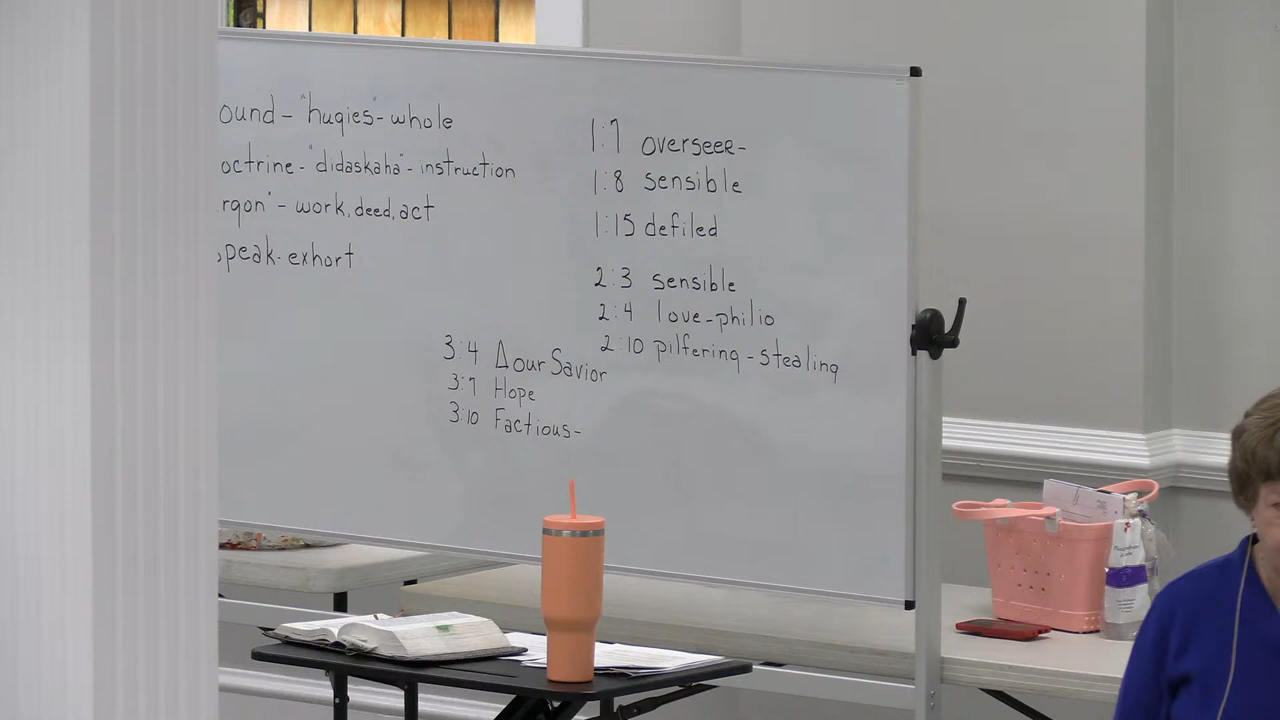 ound - "hugies" - whole
octrine - "didaskaha" - instruction
rgon" - work, deed, act
peak - exhort
1:7 overseer-
1:8 sensible
1:15 defiled
2:3 sensible
2:4 love-philio
2:10 pilfering - stealing
3:4 Δ our Savior
3:7 Hope
3:10 Factious-